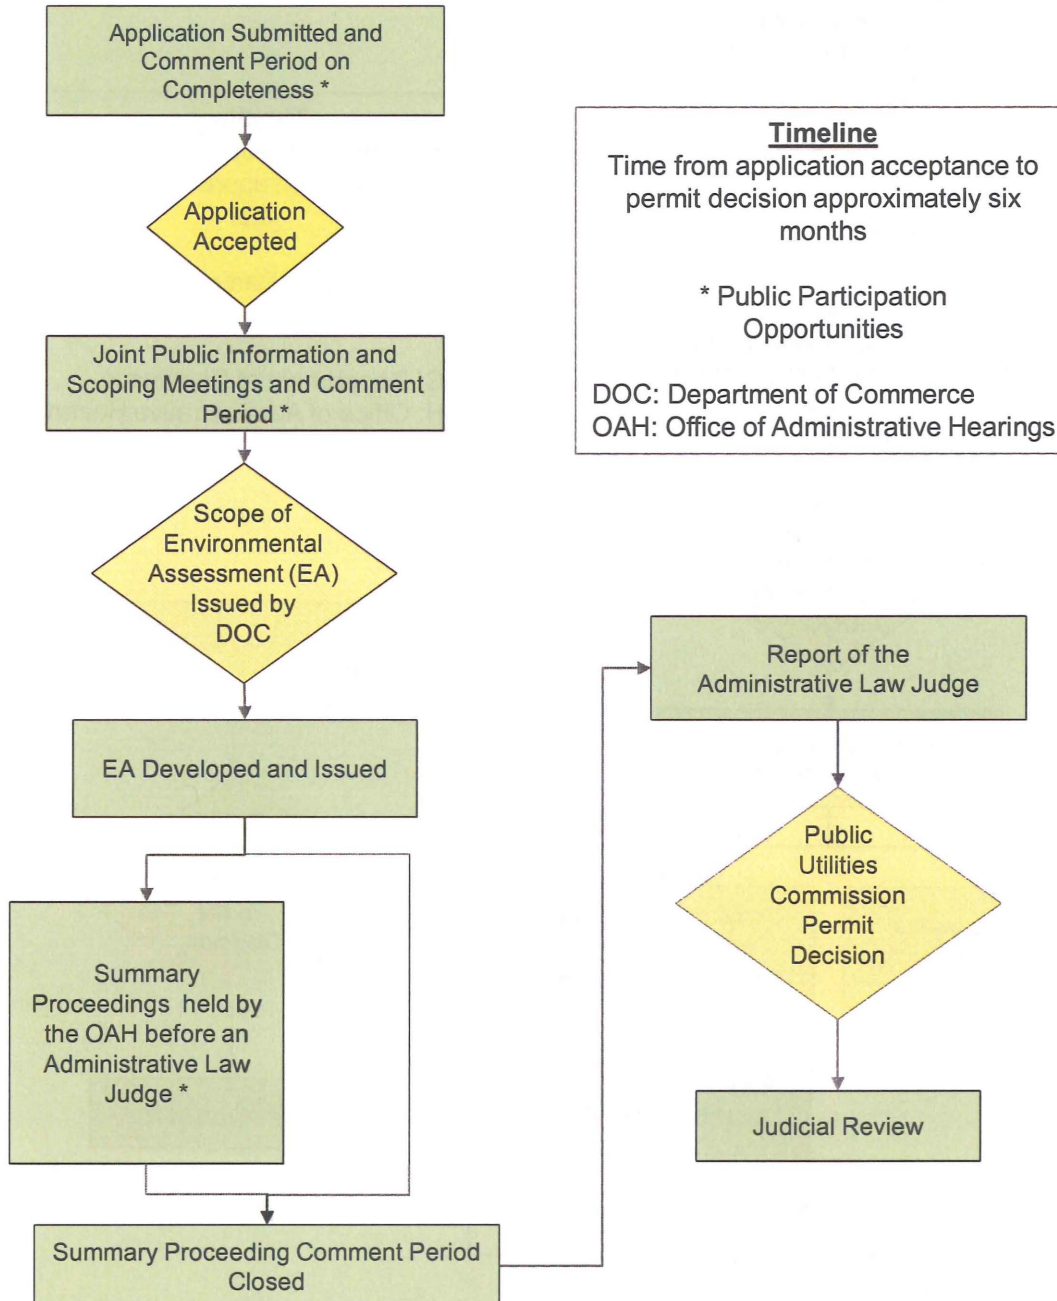 Application Submitted and
Comment Period on
Completeness *
Application
Accepted
Joint Public Information and
Scoping Meetings and Comment
Period *
Scope of
Environmental
Assessment (EA)
Issued by
DOC
EA Developed and Issued
Summary
Proceedings held by
the OAH before an
Administrative Law
Judge *
Summary Proceeding Comment Period
Closed
Timeline
Time from application acceptance to
permit decision approximately six
months
* Public Participation
Opportunities
DOC: Department of Commerce
OAH: Office of Administrative Hearings
Report of the
Administrative Law Judge
Public
Utilities
Commission
Permit
Decision
Judicial Review